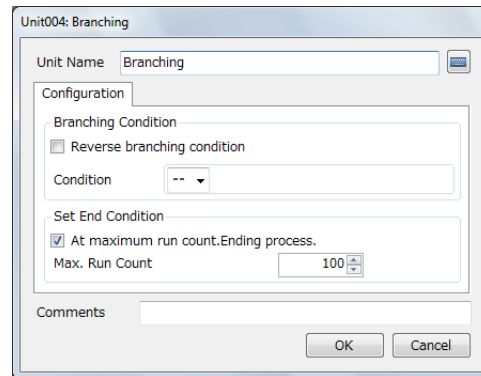 Unit004: Branching
Unit Name Branching
Configuration
Branching Condition
Reverse branching condition
Condition --
Set End Condition
At maximum run count.Ending process.
Max. Run Count 100
Comments
OK Cancel